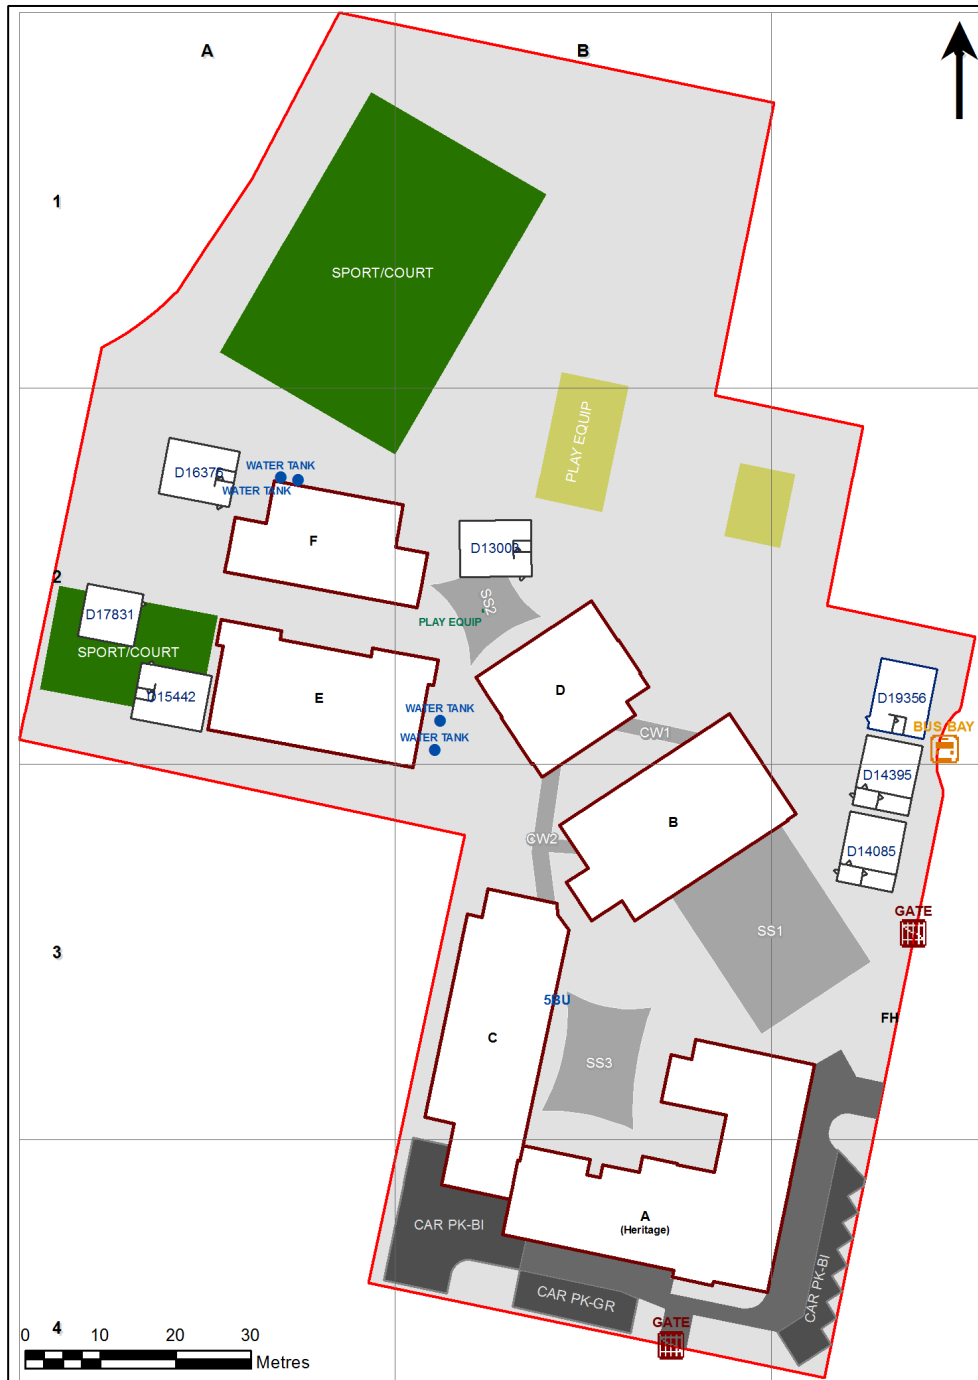 A
B
1
SPORT/COURT
PLAY EQUIP
WATER TANK
D16376
WATER TANK
F
D13003
2
SS2
D17831
PLAY EQUIP
SPORT/COURT
D15442
E
D
D19356
WATER TANK
BUS BAY
CW1
WATER TANK
D14395
B
CW2
D14085
GATE
SS1
3
5BU
FH
C
SS3
A
(Heritage)
CAR PK-BI
CAR PK-BI
CAR PK-GR
GATE
4
0 10 20 30
Metres